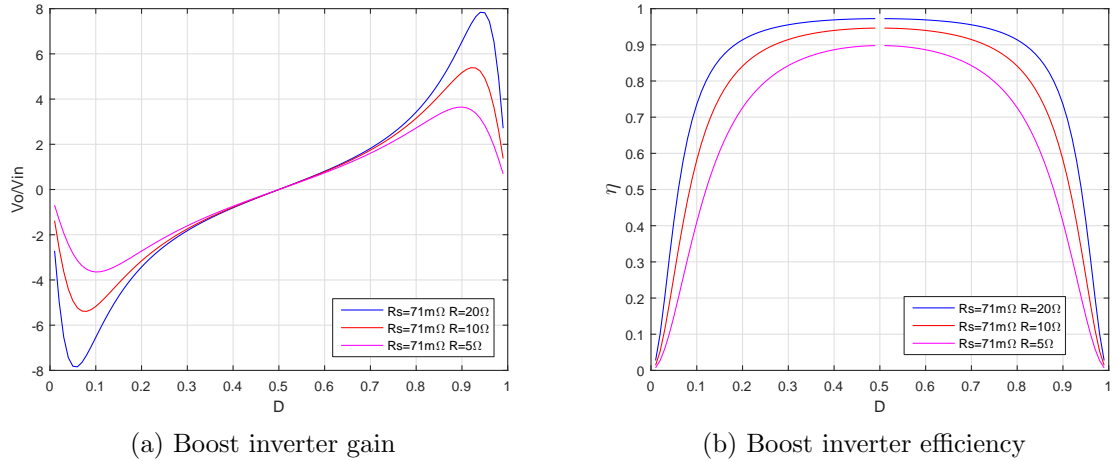 8
6
4
2
0
-2
-4
-6
-8
Vo/Vin
0 0.1 0.2 0.3 0.4 0.5 0.6 0.7 0.8 0.9 1
D
Rs=71mΩ R=20Ω
Rs=71mΩ R=10Ω
Rs=71mΩ R=5Ω
(a) Boost inverter gain
1
0.9
0.8
0.7
0.6
0.5
0.4
0.3
0.2
0.1
0
η
0 0.1 0.2 0.3 0.4 0.5 0.6 0.7 0.8 0.9 1
D
Rs=71mΩ R=20Ω
Rs=71mΩ R=10Ω
Rs=71mΩ R=5Ω
(b) Boost inverter efficiency